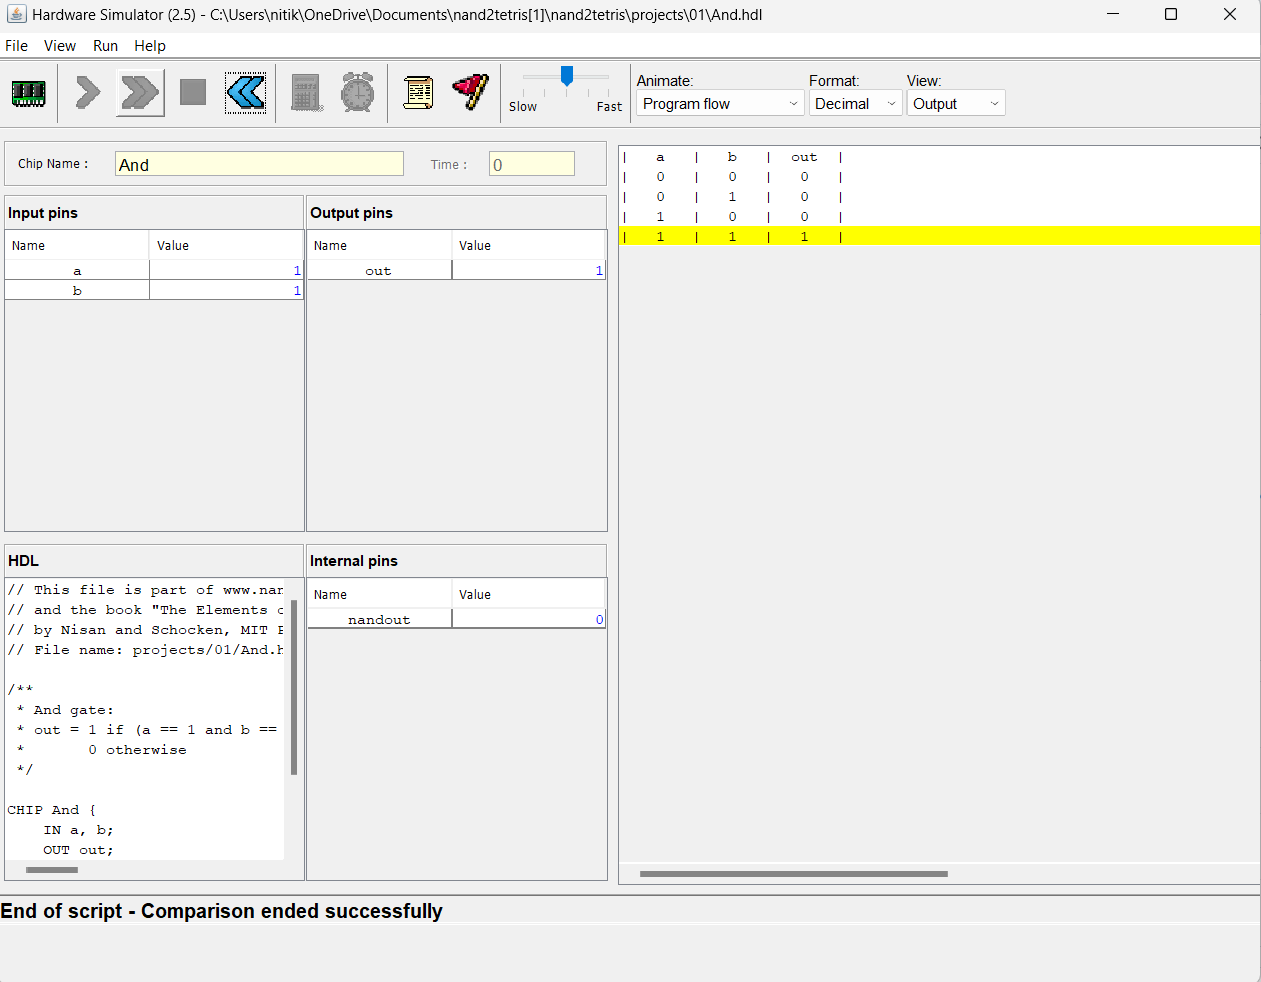 Hardware Simulator (2.5) - C:\Users\nitik\OneDrive\Documents\nand2tetris[1]\nand2tetris\projects\01\And.hdl
File View Run Help
Animate: Format: View:
Slow Fast Program flow Decimal Output
Chip Name : And Time : 0
Input pins
Name Value
a 1
b 1
Output pins
Name Value
out 1
| a | b | out |
| 0 | 0 | 0 |
| 0 | 1 | 0 |
| 1 | 0 | 0 |
| 1 | 1 | 1 |
HDL
// This file is part of www.nan
// and the book "The Elements o
// by Nisan and Schocken, MIT P
// File name: projects/01/And.h
/**
* And gate:
* out = 1 if (a == 1 and b ==
* 0 otherwise
*/
CHIP And {
IN a, b;
OUT out;
Internal pins
Name Value
nandout 0
End of script - Comparison ended successfully